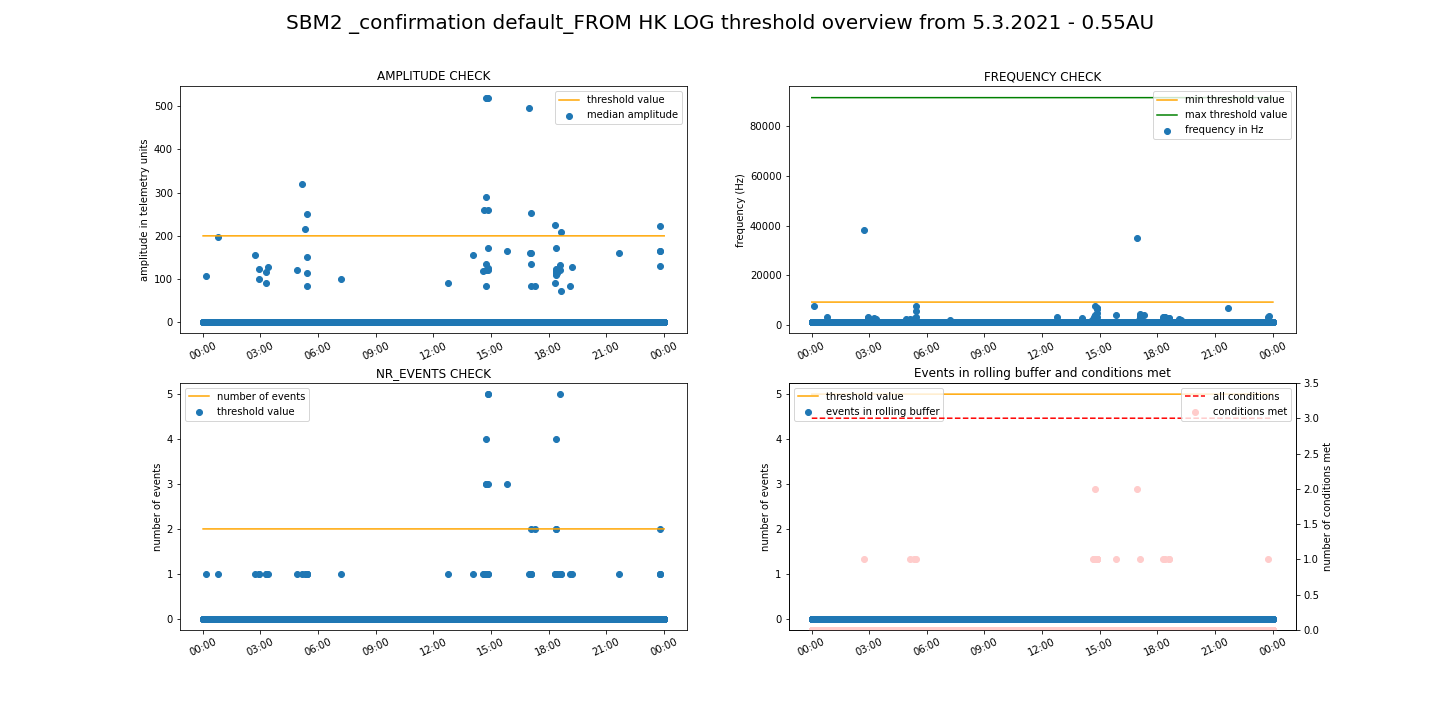 SBM2 _confirmation default_FROM HK LOG threshold overview from 5.3.2021 - 0.55AU
AMPLITUDE CHECK
amplitude in telemetry units
500
400
300
200
100
0
threshold value
median amplitude
00:00 03:00 06:00 09:00 12:00 15:00 18:00 21:00 00:00
FREQUENCY CHECK
frequency (Hz)
80000
60000
40000
20000
0
min threshold value
max threshold value
frequency in Hz
00:00 03:00 06:00 09:00 12:00 15:00 18:00 21:00 00:00
NR_EVENTS CHECK
number of events
5
4
3
2
1
0
number of events
threshold value
00:00 03:00 06:00 09:00 12:00 15:00 18:00 21:00 00:00
Events in rolling buffer and conditions met
number of events
5
4
3
2
1
0
threshold value
events in rolling buffer
all conditions
conditions met
3.5
3.0
2.5
2.0
1.5
1.0
0.5
0.0
number of conditions met
00:00 03:00 06:00 09:00 12:00 15:00 18:00 21:00 00:00